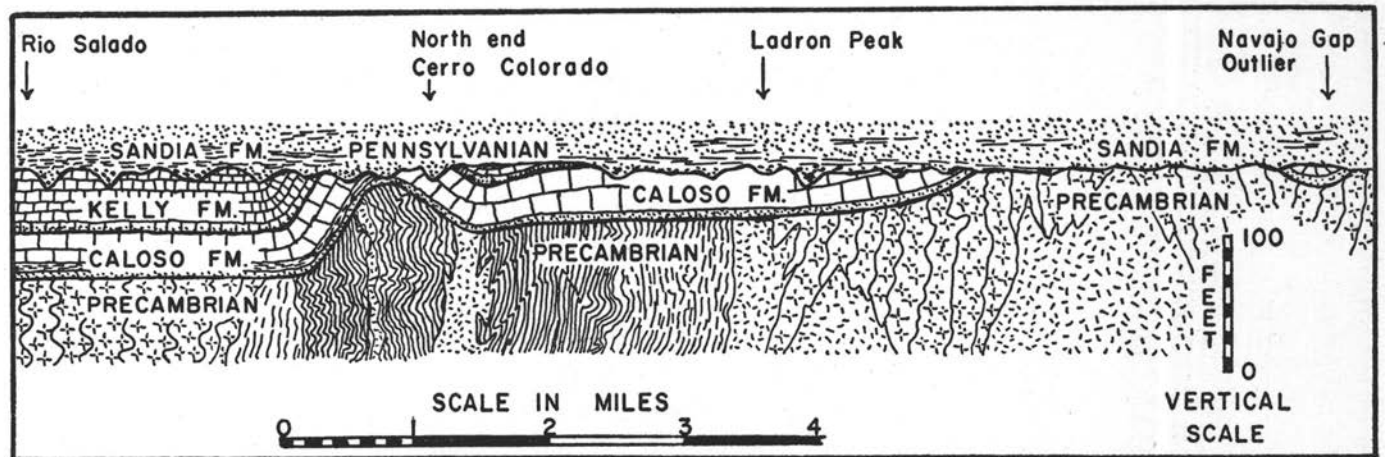 Rio Salado
North end
Cerro Colorado
Ladron Peak
Navajo Gap
Outlier
SANDIA FM. PENNSYLVANIAN
SANDIA FM.
KELLY FM.
CALOSO FM.
CALOSO FM.
PRECAMBRIAN
PRECAMBRIAN
PRECAMBRIAN
100
FEET
0
VERTICAL
SCALE
SCALE IN MILES
0 1 2 3 4